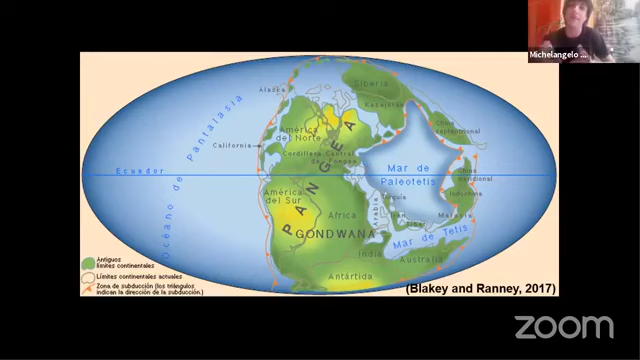 Michelangelo ...
Siberia
Alaska
Kazajstán
China
septentrional
América
del Norte
California
Cordillera Central
de Pangea
PANGEA
Océano de Pantalasia
Ecuador
Mar de
Paleotetis
China
meridional
Indochina
América
del Sur
África
Arabia
Turquía
Irán
Tíbet
Malasia
GONDWANA
Mar de Tetis
India
Australia
Antártida
Antiguos
límites continentales
Límites continentales actuales
Zona de subducción (los triángulos
indican la dirección de la subducción.)
(Blakey and Ranney, 2017)
zoom